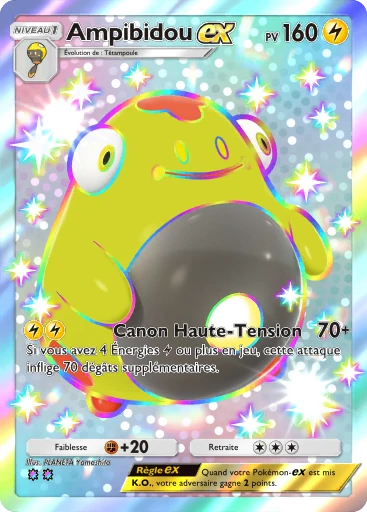 NIVEAU 1
Ampibidou ex
PV 160
Évolution de : Têtampoule
Canon Haute-Tension 70+
Si vous avez 4 Énergies ou plus en jeu, cette attaque
inflige 70 dégâts supplémentaires.
Faiblesse +20
Retraite
Illus. PLANETA Yamashita
Règle ex
Quand votre Pokémon-ex est mis
K.O., votre adversaire gagne 2 points.